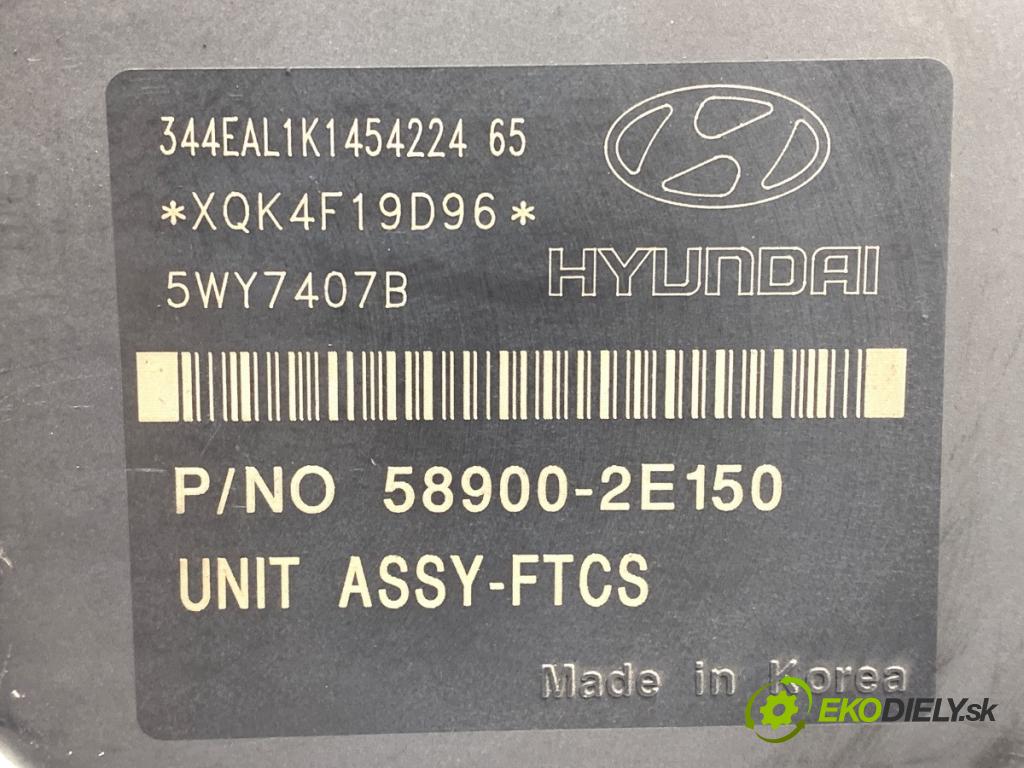 344EAL1K1454224 65
*XQK4F19D96*
5WY7407B
HYUNDAI
P/NO 58900-2E150
UNIT ASSY-FTCS
Made in Korea
EKODIELY.sk